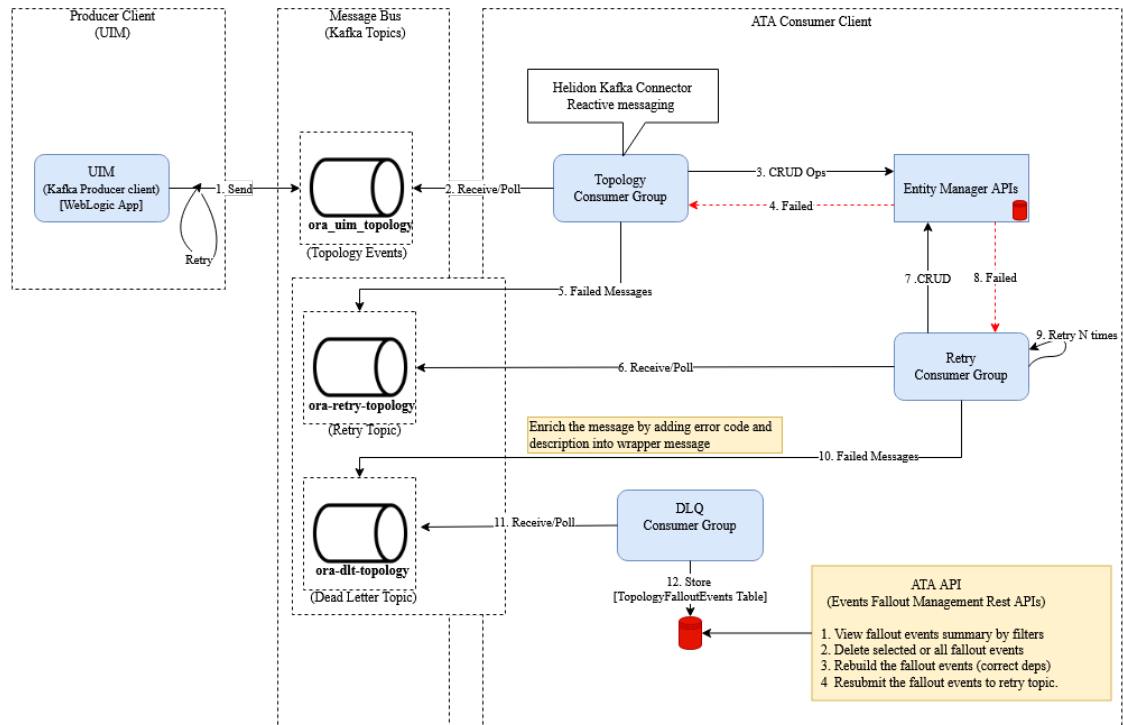 Producer Client
(UIM)
Message Bus
(Kafka Topics)
ATA Consumer Client
Helidon Kafka Connector
Reactive messaging
UIM
(Kafka Producer client)
[WebLogic App]
1. Send
Retry
ora_uim_topology
(Topology Events)
2. Receive/Poll
Topology
Consumer Group
3. CRUD Ops
4. Failed
Entity Manager APIs
5. Failed Messages
7 .CRUD
8. Failed
9. Retry N times
ora-retry-topology
(Retry Topic)
6. Receive/Poll
Retry
Consumer Group
Enrich the message by adding error code and
description into wrapper message
10. Failed Messages
ora-dlt-topology
(Dead Letter Topic)
11. Receive/Poll
DLQ
Consumer Group
12. Store
[TopologyFalloutEvents Table]
ATA API
(Events Fallout Management Rest APIs)
1. View fallout events summary by filters
2. Delete selected or all fallout events
3. Rebuild the fallout events (correct deps)
4 Resubmit the fallout events to retry topic.